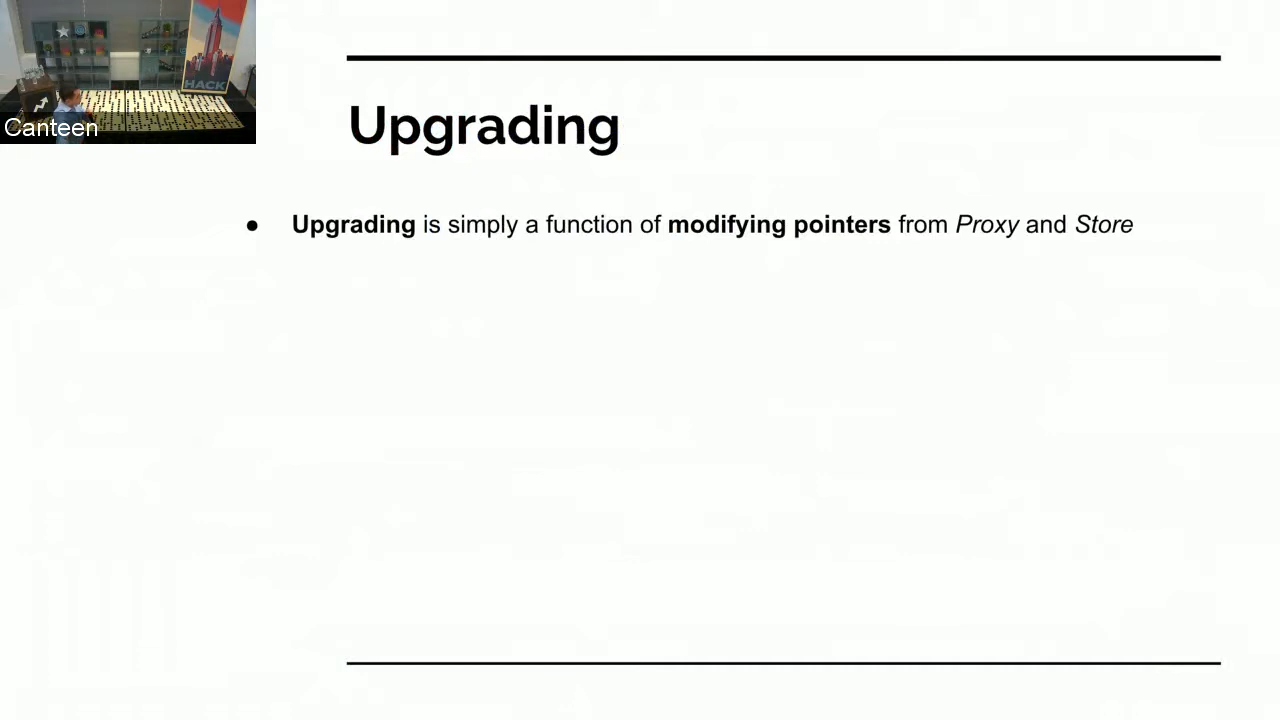 HACK
Canteen
Upgrading
● Upgrading is simply a function of modifying pointers from Proxy and Store